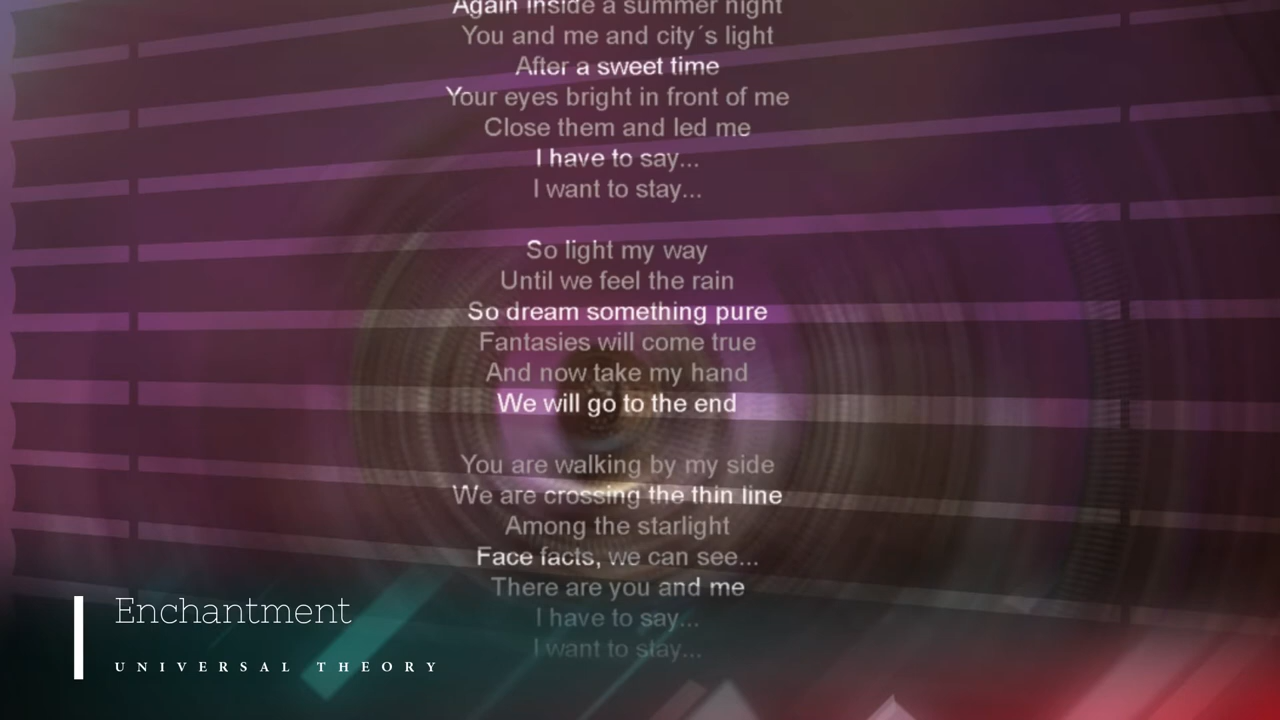 Again inside a summer night
You and me and city´s light
After a sweet time
Your eyes bright in front of me
Close them and led me
I have to say...
I want to stay...
So light my way
Until we feel the rain
So dream something pure
Fantasies will come true
And now take my hand
We will go to the end
You are walking by my side
We are crossing the thin line
Among the starlight
Face facts, we can see...
There are you and me
I have to say...
I want to stay...
Enchantment
UNIVERSAL THEORY